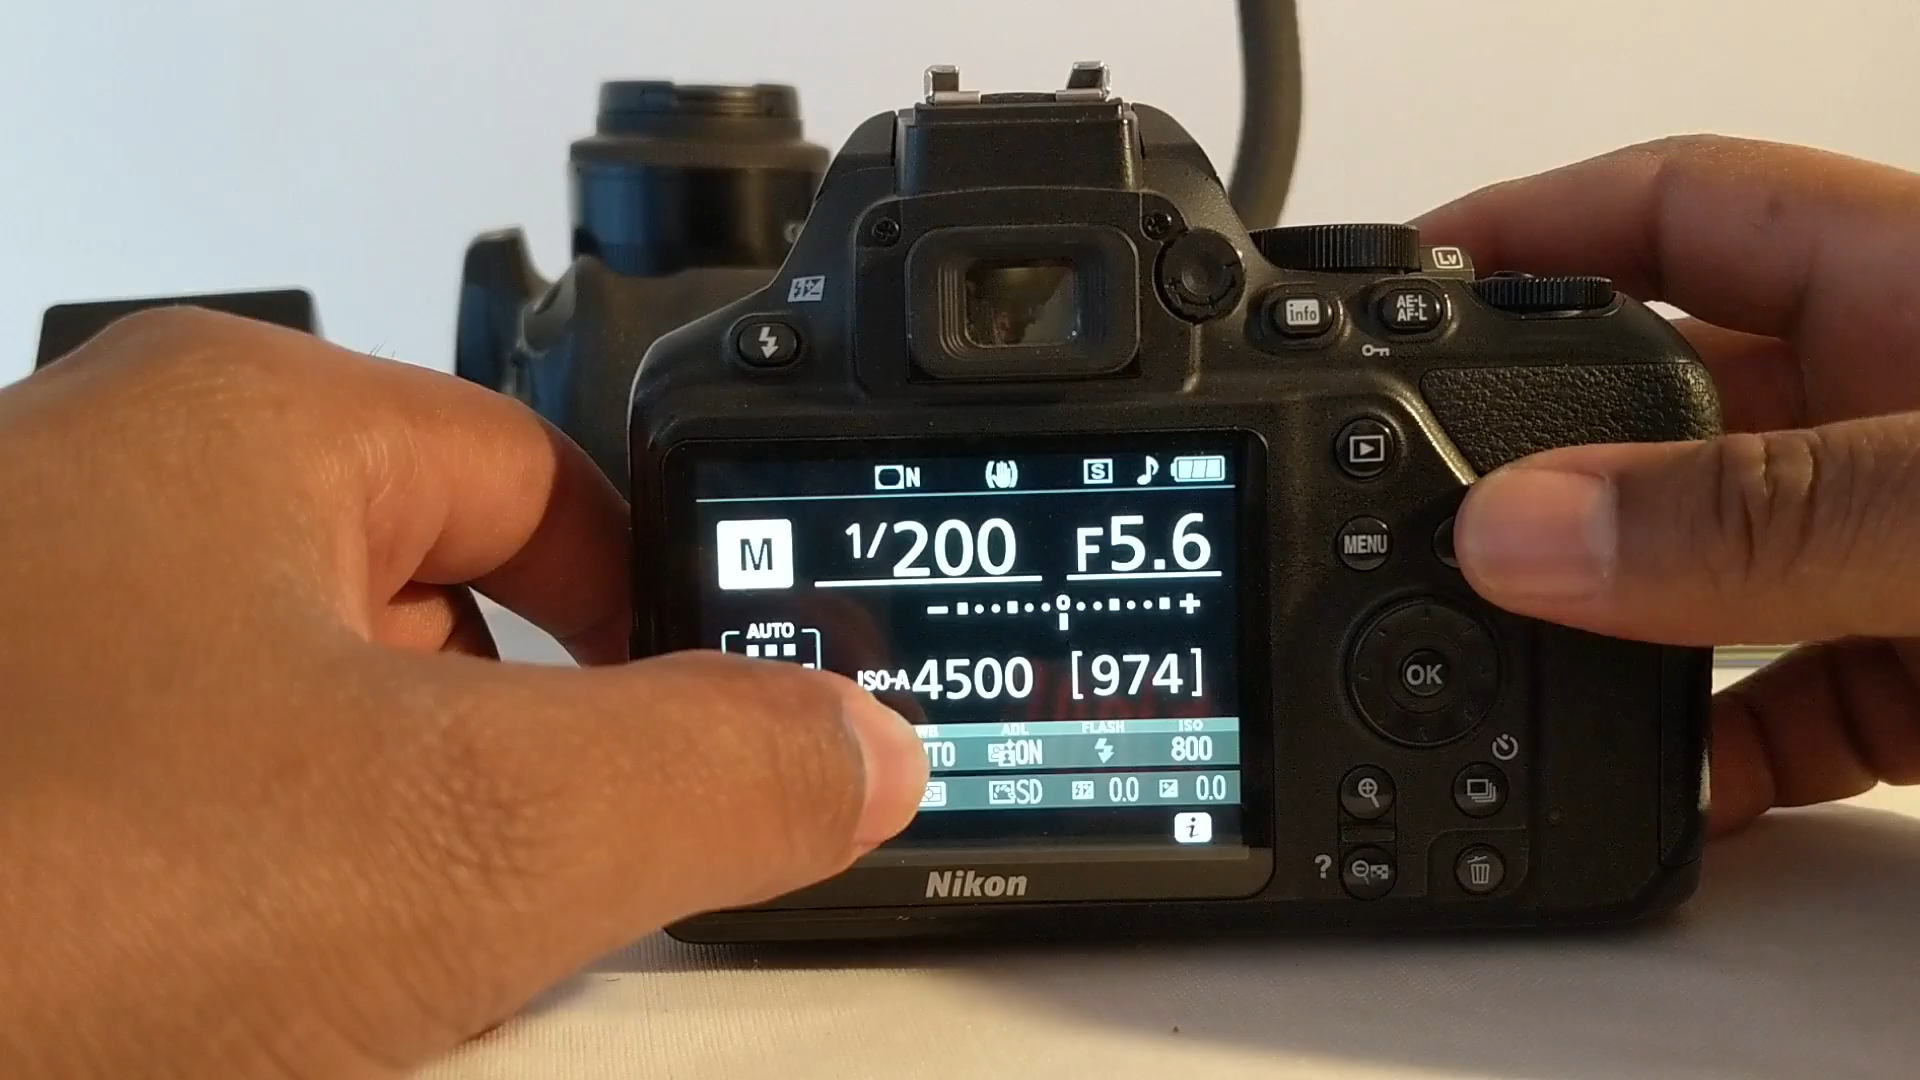 Lv
info
AE-L
AF-L
N S
M 1/200 F5.6
AUTO
ISO-A 4500 [974]
WB ADL FLASH ISO
TO ON 800
SD 0.0 0.0
i
MENU
OK
?
Nikon